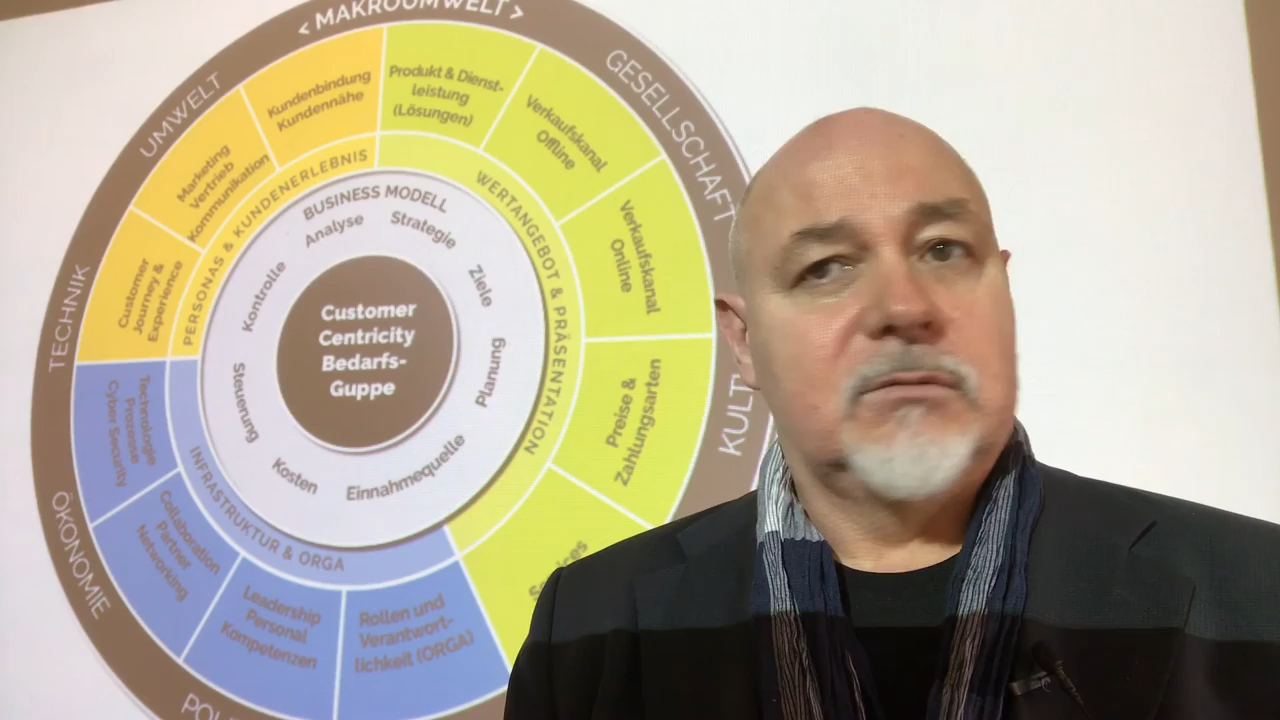 < MAKROUMWELT >
UMWELT
GESELLSCHAFT
TECHNIK
ÖKONOMIE
Kundenbindung
Kundennähe
Produkt & Dienst-
leistung
(Lösungen)
Verkaufskanal
Offline
Verkaufskanal
Online
Preise &
Zahlungsarten
Services
Rollen und
Verantwort-
lichkeit (ORGA)
Leadership
Personal
Kompetenzen
Collaboration
Partner
Networking
Technologie
Prozesse
Cyber Security
Customer
Journey &
Experience
Marketing
Vertrieb
Kommunikation
PERSONAS & KUNDENERLEBNIS
WERTANGEBOT & PRÄSENTATION
INFRASTRUKTUR & ORGA
BUSINESS MODELL
Analyse
Strategie
Ziele
Planung
Einnahmequelle
Kosten
Steuerung
Kontrolle
Customer
Centricity
Bedarfs-
Guppe